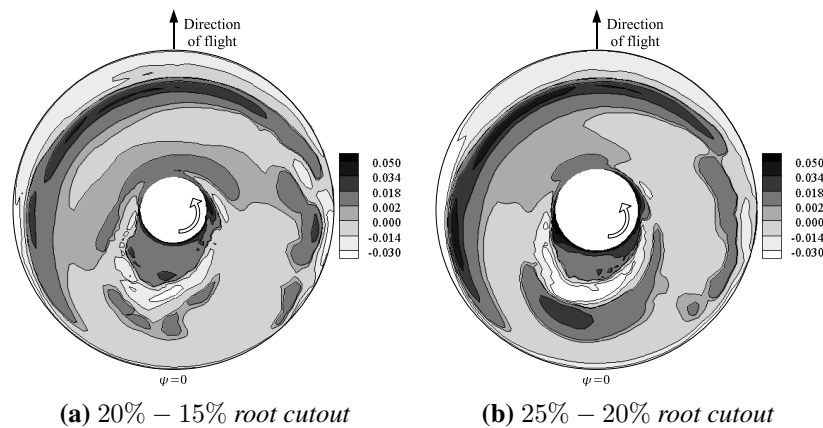 Direction
of flight
0.050
0.034
0.018
0.002
0.000
-0.014
-0.030
ψ=0
(a) 20% − 15% root cutout
Direction
of flight
0.050
0.034
0.018
0.002
0.000
-0.014
-0.030
ψ=0
(b) 25% − 20% root cutout